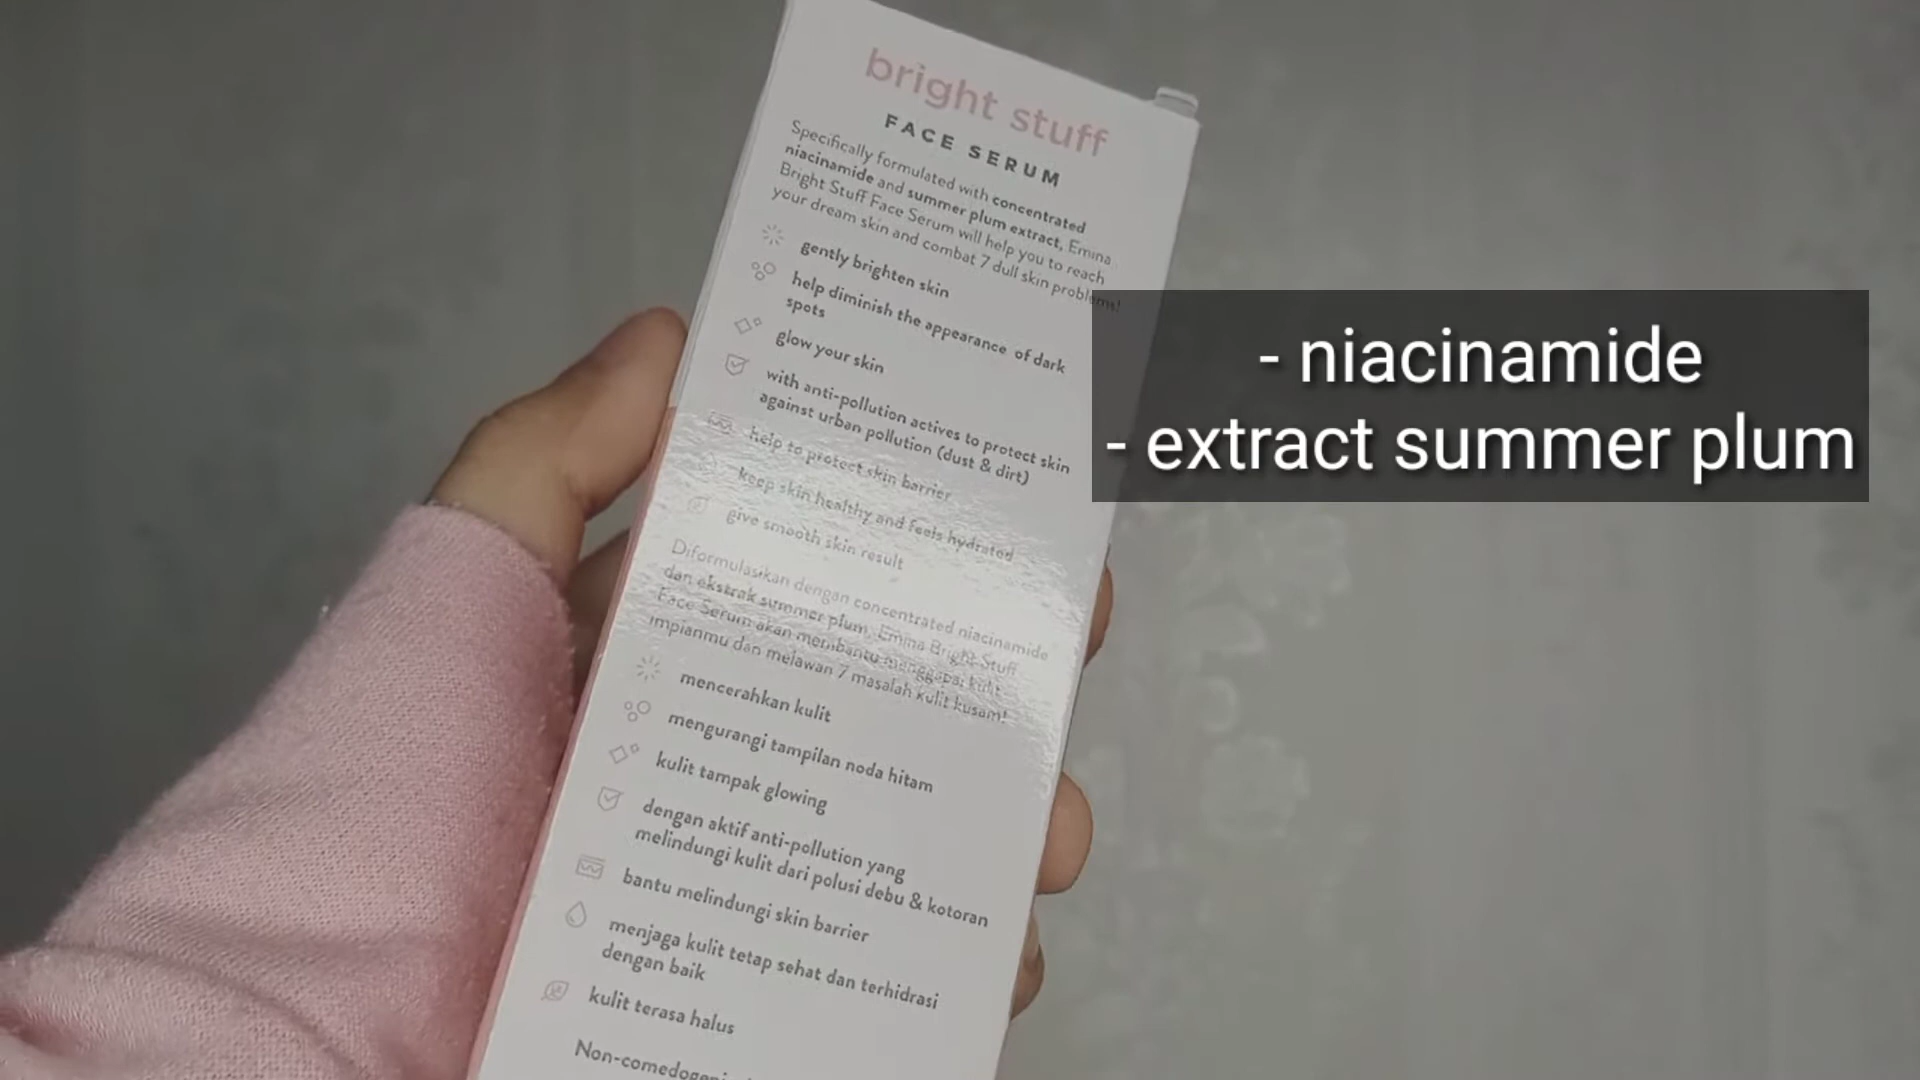 bright stuff
FACE SERUM
Specifically formulated with concentrated
niacinamide and summer plum extract, Emina
Bright Stuff Face Serum will help you to reach
your dream skin and combat 7 dull skin problems!
gently brighten skin
help diminish the appearance of dark
spots
glow your skin
with anti-pollution actives to protect skin
against urban pollution (dust & dirt)
help to protect skin barrier
keep skin healthy and feels hydrated
give smooth skin result
Diformulasikan dengan concentrated niacinamide
dan ekstrak summer plum, Emina Bright Stuff
Face Serum akan membantu menggapai kulit
impianmu dan melawan 7 masalah kulit kusam!
mencerahkan kulit
mengurangi tampilan noda hitam
kulit tampak glowing
dengan aktif anti-pollution yang
melindungi kulit dari polusi debu & kotoran
bantu melindungi skin barrier
menjaga kulit tetap sehat dan terhidrasi
dengan baik
kulit terasa halus
- niacinamide
- extract summer plum